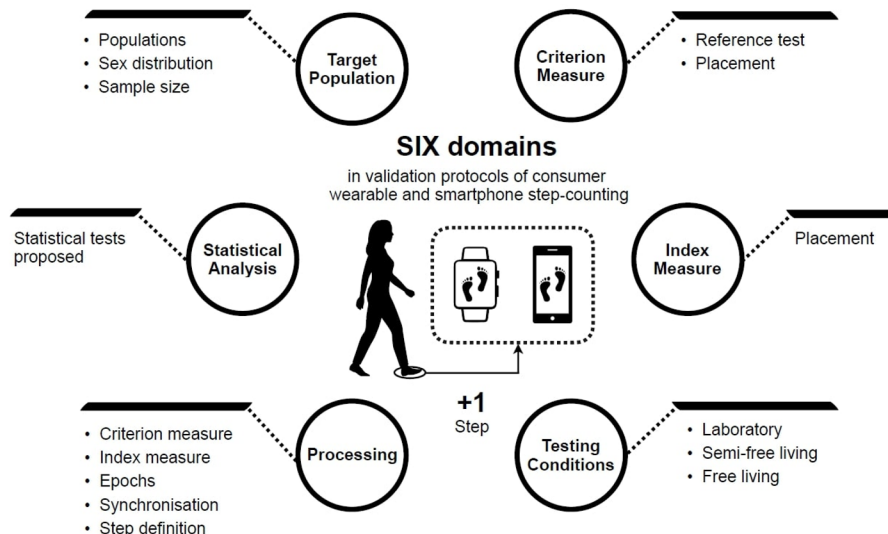 Populations
Sex distribution
Sample size
Target
Population
Criterion
Measure
Reference test
Placement
SIX domains
in validation protocols of consumer
wearable and smartphone step-counting
Statistical tests
proposed
Statistical
Analysis
Index
Measure
Placement
+1
Step
Criterion measure
Index measure
Epochs
Synchronisation
Step definition
Processing
Testing
Conditions
Laboratory
Semi-free living
Free living